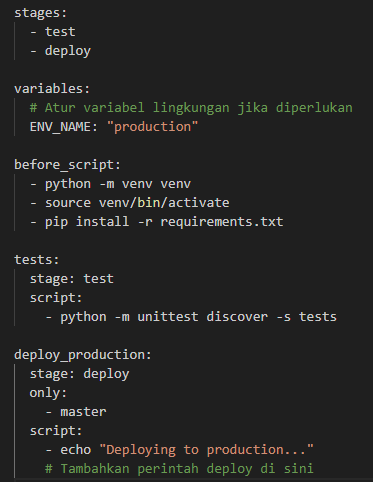 stages:
  - test
  - deploy

variables:
  # Atur variabel lingkungan jika diperlukan
  ENV_NAME: "production"

before_script:
  - python -m venv venv
  - source venv/bin/activate
  - pip install -r requirements.txt

tests:
  stage: test
  script:
    - python -m unittest discover -s tests

deploy_production:
  stage: deploy
  only:
    - master
  script:
    - echo "Deploying to production..."
    # Tambahkan perintah deploy di sini